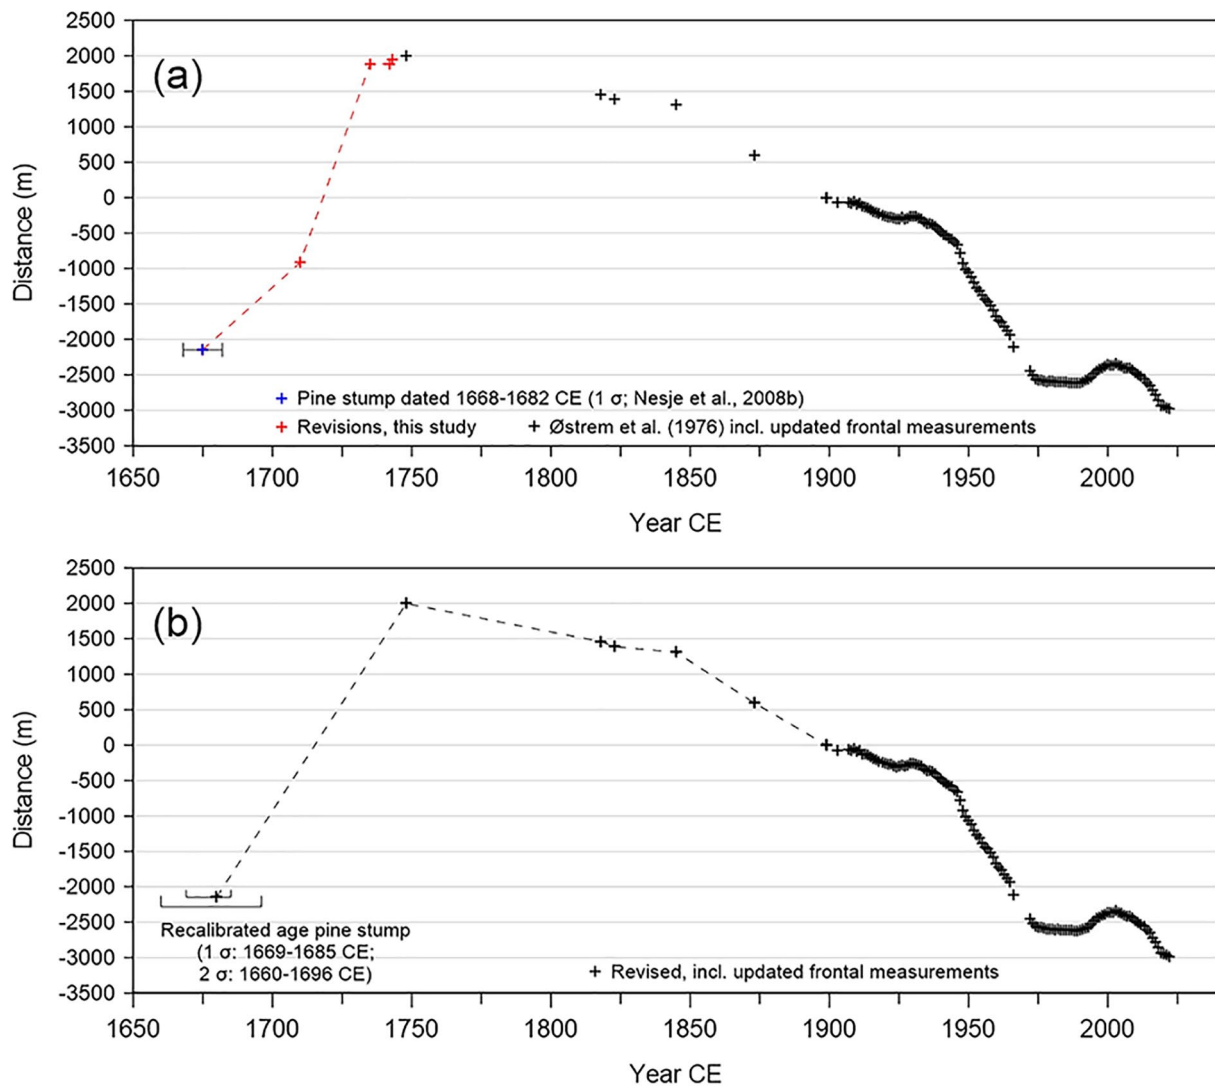 2500
2000
(a)
1500
1000
500
0
-500
-1000
-1500
-2000
-2500
-3000
-3500
Distance (m)
Pine stump dated 1668-1682 CE (1 σ; Nesje et al., 2008b)
Revisions, this study Østrem et al. (1976) incl. updated frontal measurements
1650 1700 1750 1800 1850 1900 1950 2000
Year CE
2500
2000
(b)
1500
1000
500
0
-500
-1000
-1500
-2000
-2500
-3000
-3500
Distance (m)
Recalibrated age pine stump
(1 σ: 1669-1685 CE;
2 σ: 1660-1696 CE)
Revised, incl. updated frontal measurements
1650 1700 1750 1800 1850 1900 1950 2000
Year CE